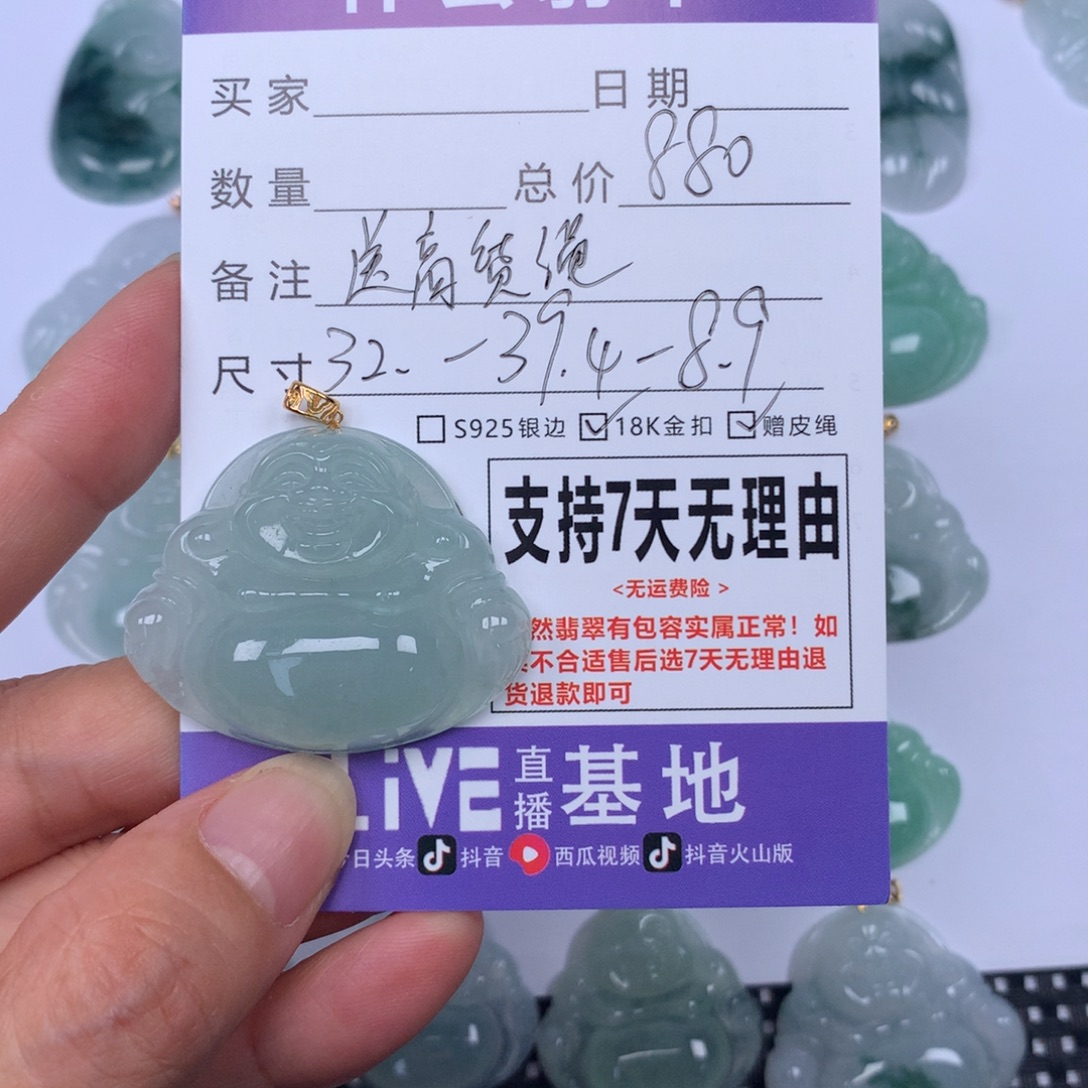 买家 日期
数量 总价 880
备注 送高货绳
尺寸 32.-39.4-8.9
S925银边 18K金扣 赠皮绳
支持7天无理由
<无运费险 >
然翡翠有包容实属正常！如
不合适售后选7天无理由退
货退款即可
LiVE 直播 基地
今日头条 抖音 西瓜视频 抖音火山版